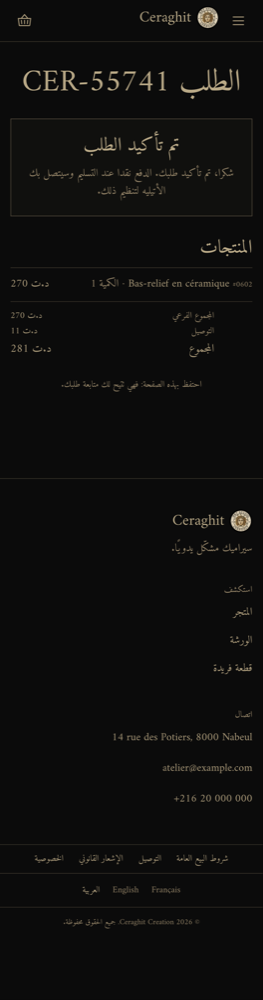 Ceraghit
الطلب CER-55741
تم تأكيد الطلب
شكرا، تم تأكيد طلبك. الدفع نقدا عند التسليم وسيتصل بك
الأتيليه لتنظيم ذلك.
المنتجات
Bas-relief en céramique #0602 · الكمية 1 270 د.ت
المجموع الفرعي 270 د.ت
التوصيل 11 د.ت
المجموع 281 د.ت
احتفظ بهذه الصفحة: فهي تتيح لك متابعة طلبك.
Ceraghit
سيراميك مشكّل يدويًا.
استكشف
المتجر
الورشة
قطعة فريدة
اتصال
14 rue des Potiers, 8000 Nabeul
atelier@example.com
+216 20 000 000
شروط البيع العامة التوصيل الإشعار القانوني الخصوصية
Français English العربية
© 2026 Ceraghit Creation. جميع الحقوق محفوظة.